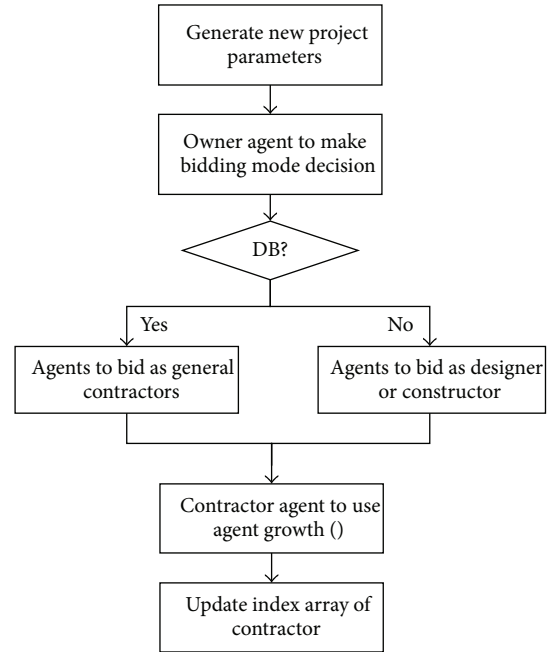 Generate new project
parameters
Owner agent to make
bidding mode decision
DB?
Yes
No
Agents to bid as general
contractors
Agents to bid as designer
or constructor
Contractor agent to use
agent growth ()
Update index array of
contractor